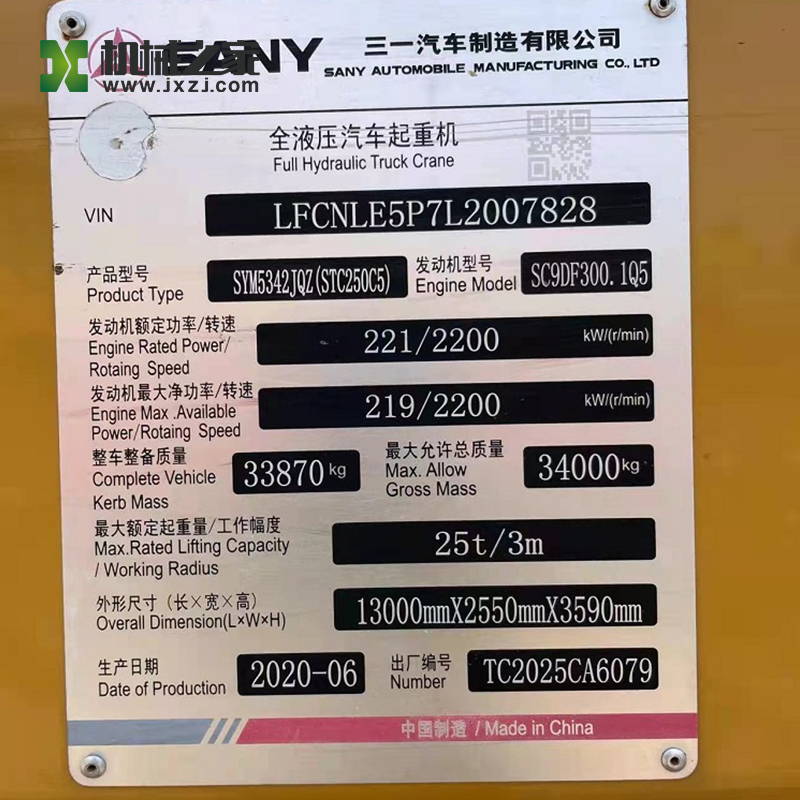 机械之家
www.jxzj.com
SANY
三一汽车制造有限公司
SANY AUTOMOBILE MANUFACTURING CO., LTD
全液压汽车起重机
Full Hydraulic Truck Crane
VIN
LFCNLE5P7L2007828
产品型号
Product Type
SYM5342JQZ(STC250C5)
发动机型号
Engine Model
SC9DF300.1Q5
发动机额定功率/转速
Engine Rated Power/
Rotaing Speed
221/2200
kW/(r/min)
发动机最大净功率/转速
Engine Max .Available
Power/Rotaing Speed
219/2200
kW/(r/min)
整车整备质量
Complete Vehicle
Kerb Mass
33870kg
最大允许总质量
Max. Allow
Gross Mass
34000kg
最大额定起重量/工作幅度
Max.Rated Lifting Capacity
/ Working Radius
25t/3m
外形尺寸（长×宽×高）
Overall Dimension(L×W×H)
13000mmX2550mmX3590mm
生产日期
Date of Production
2020-06
出厂编号
Number
TC2025CA6079
中国制造 / Made in China